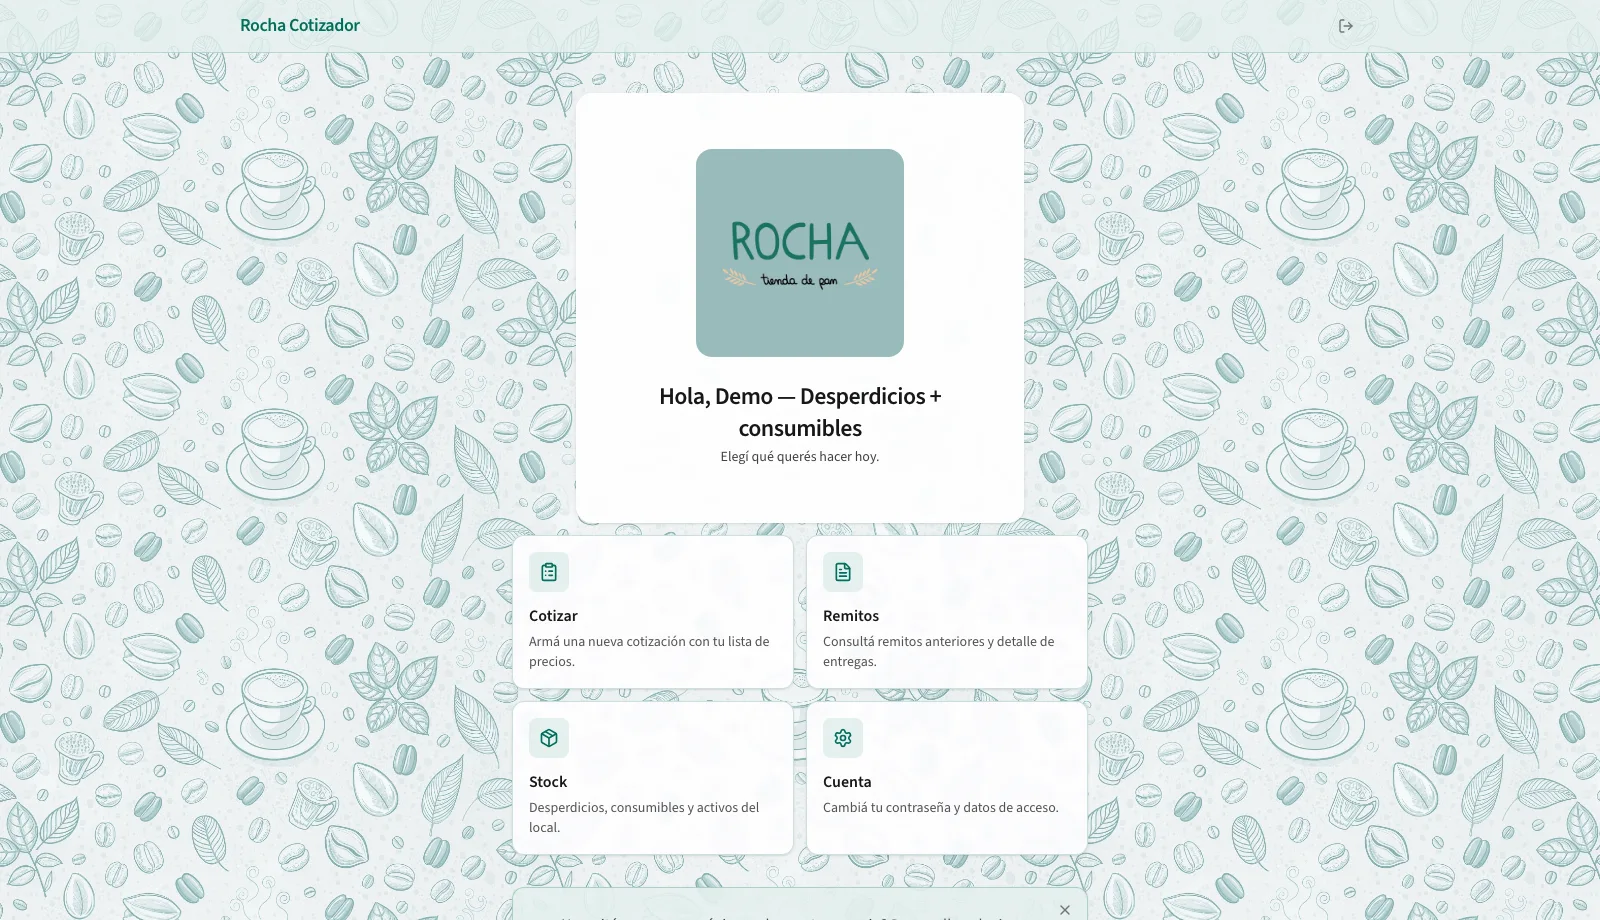 Rocha Cotizador
ROCHA
tienda de pan
Hola, Demo — Desperdicios +
consumibles
Elegí qué querés hacer hoy.
Cotizar
Armá una nueva cotización con tu lista de
precios.
Remitos
Consultá remitos anteriores y detalle de
entregas.
Stock
Desperdicios, consumibles y activos del
local.
Cuenta
Cambiá tu contraseña y datos de acceso.